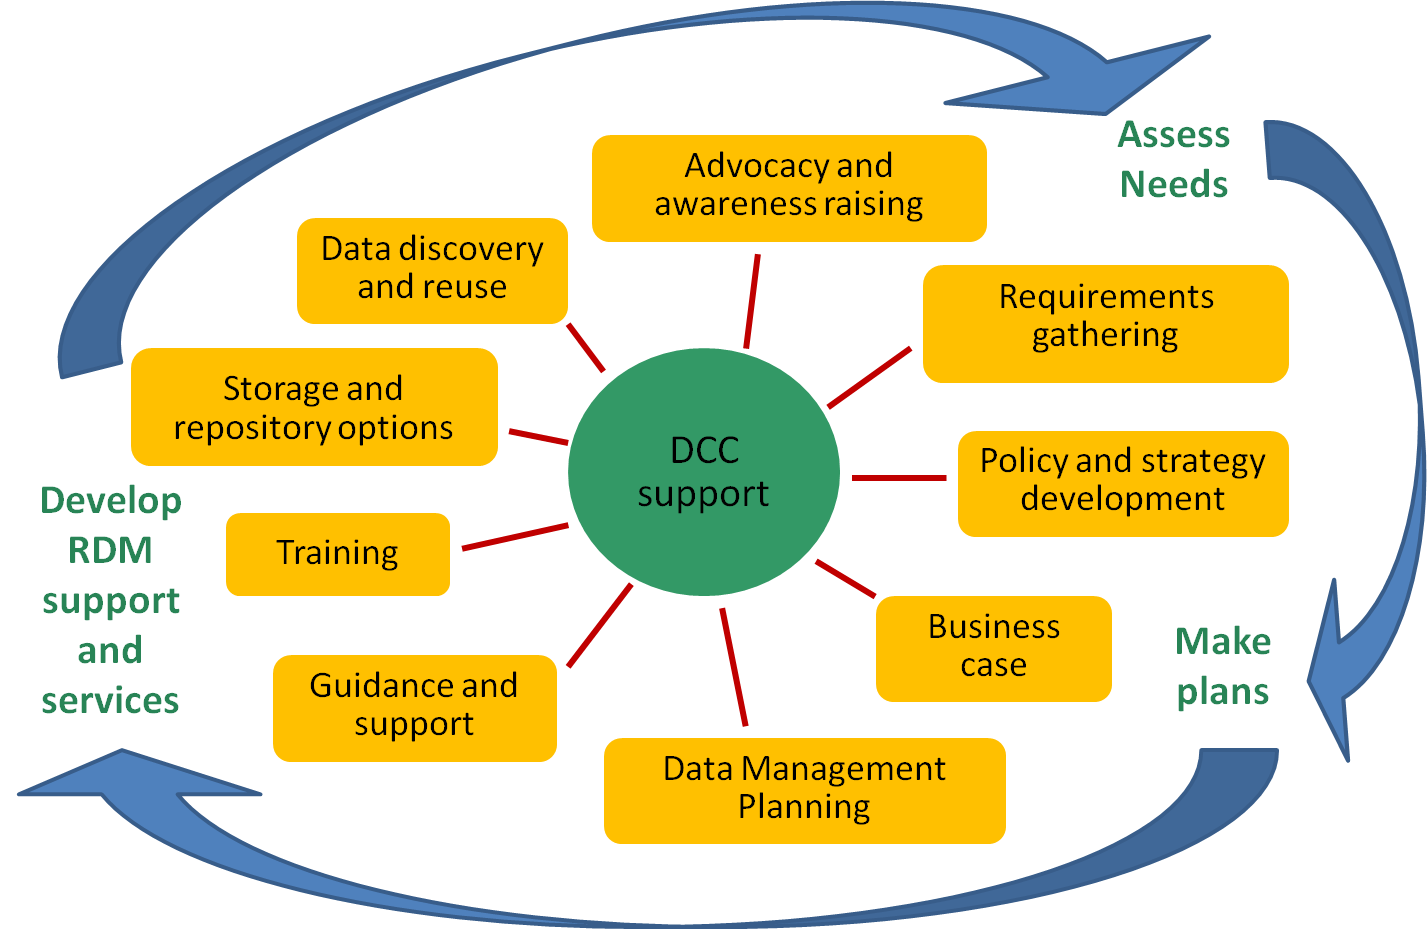 Assess
Needs
Advocacy and
awareness raising
Data discovery
and reuse
Requirements
gathering
Storage and
repository options
DCC
support
Policy and strategy
development
Develop
RDM
support
and
services
Training
Business
case
Make
plans
Guidance and
support
Data Management
Planning